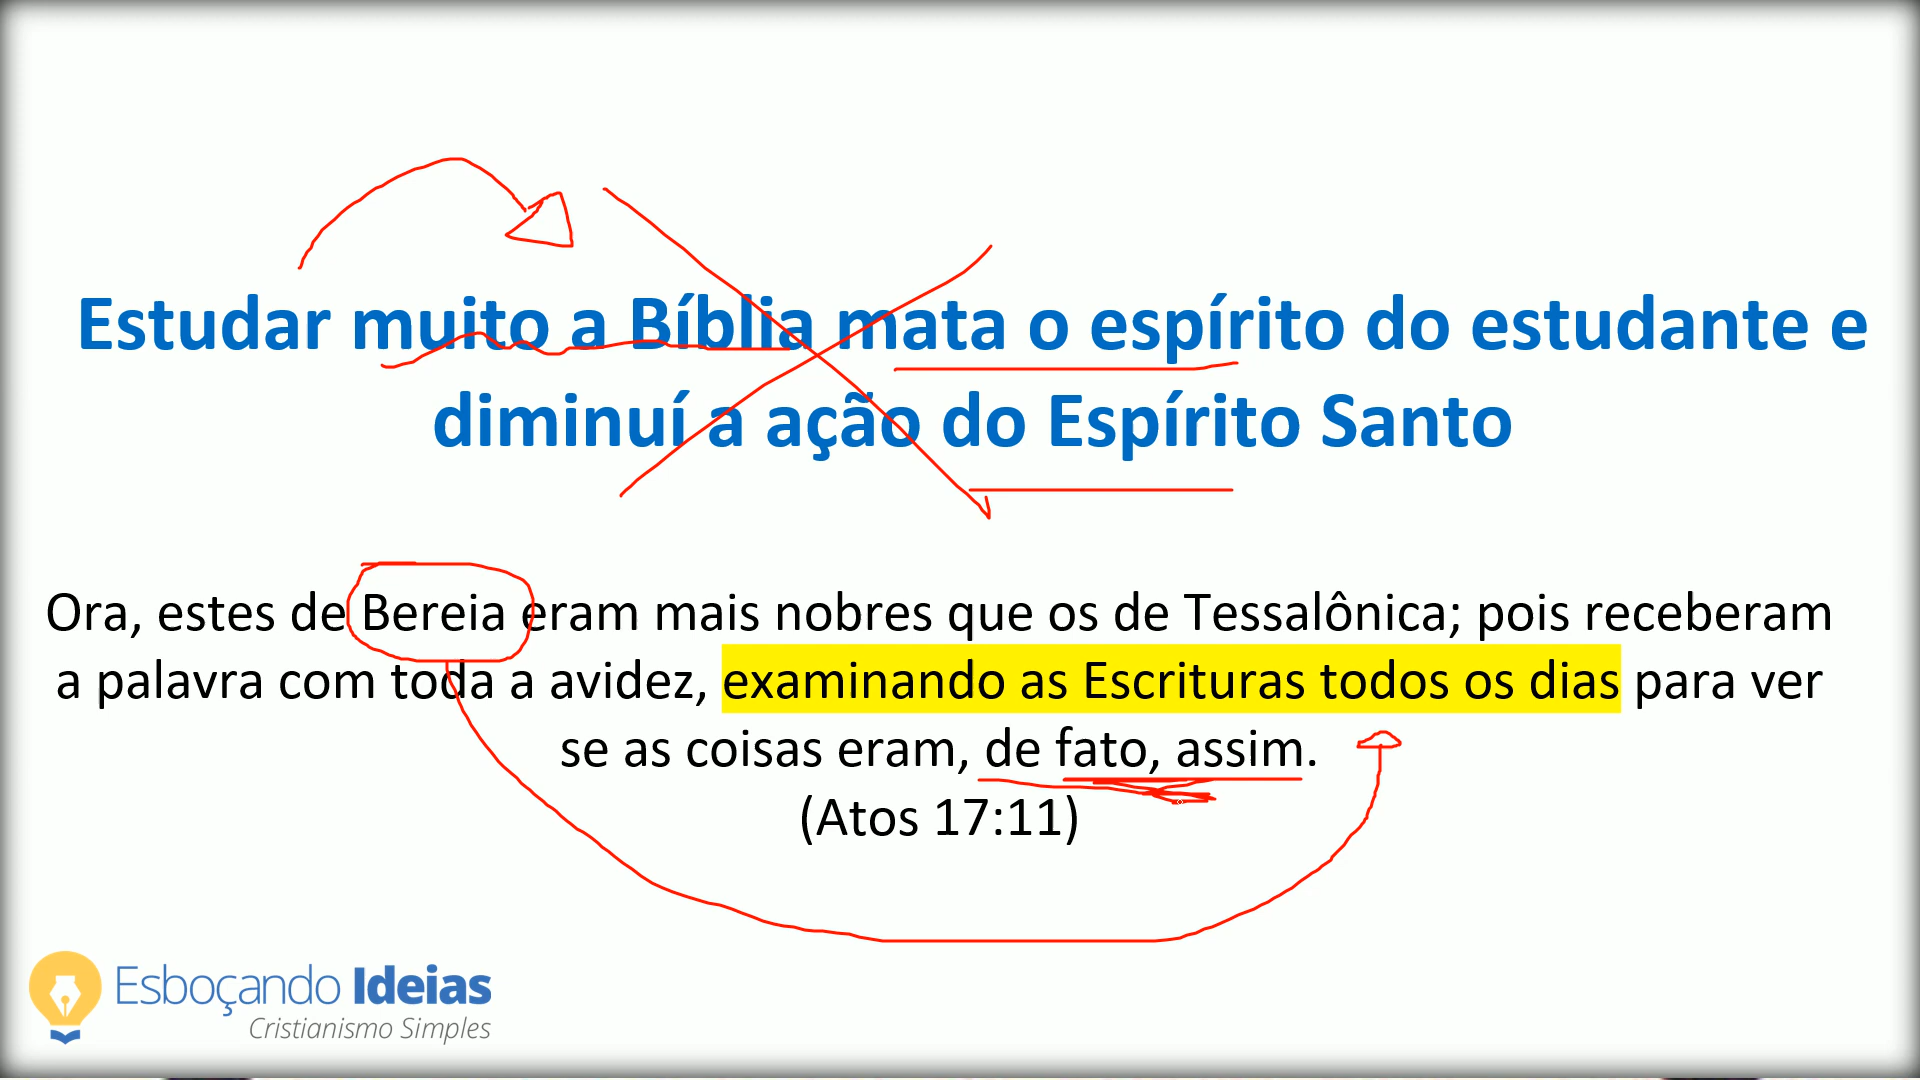 Estudar muito a Bíblia mata o espírito do estudante e
diminuí a ação do Espírito Santo
Ora, estes de Bereia eram mais nobres que os de Tessalônica; pois receberam
a palavra com toda a avidez, examinando as Escrituras todos os dias para ver
se as coisas eram, de fato, assim.
(Atos 17:11)
Esboçando Ideias
Cristianismo Simples